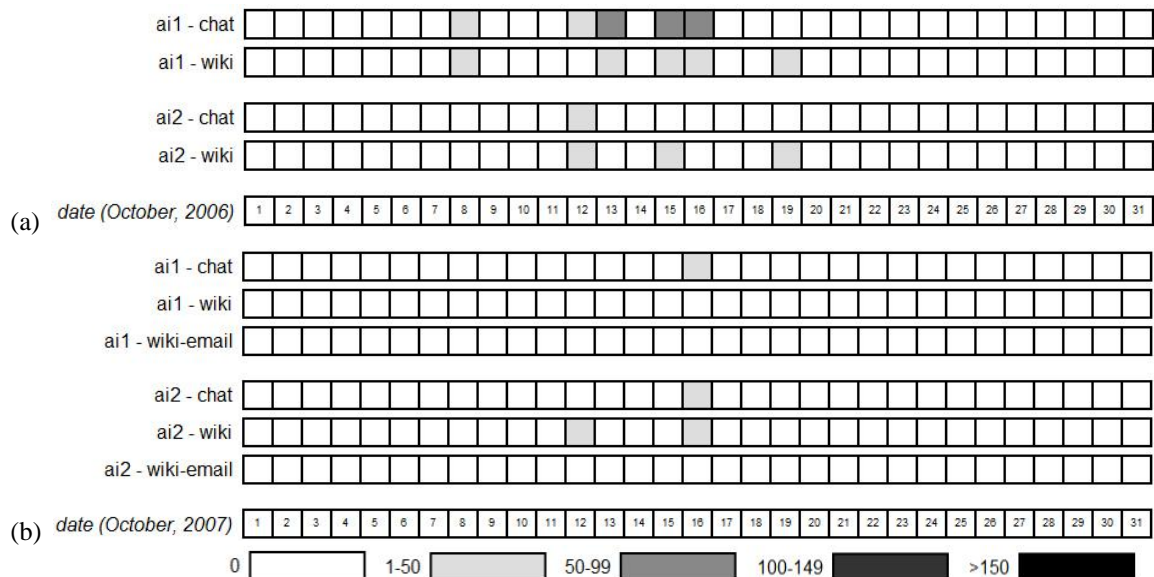 ai1 - chat
ai1 - wiki
ai2 - chat
ai2 - wiki
(a) date (October, 2006) 1 2 3 4 5 6 7 8 9 10 11 12 13 14 15 16 17 18 19 20 21 22 23 24 25 26 27 28 29 30 31
ai1 - chat
ai1 - wiki
ai1 - wiki-email
ai2 - chat
ai2 - wiki
ai2 - wiki-email
(b) date (October, 2007) 1 2 3 4 5 6 7 8 9 10 11 12 13 14 15 16 17 18 19 20 21 22 23 24 25 26 27 28 29 30 31
0 1-50 50-99 100-149 >150